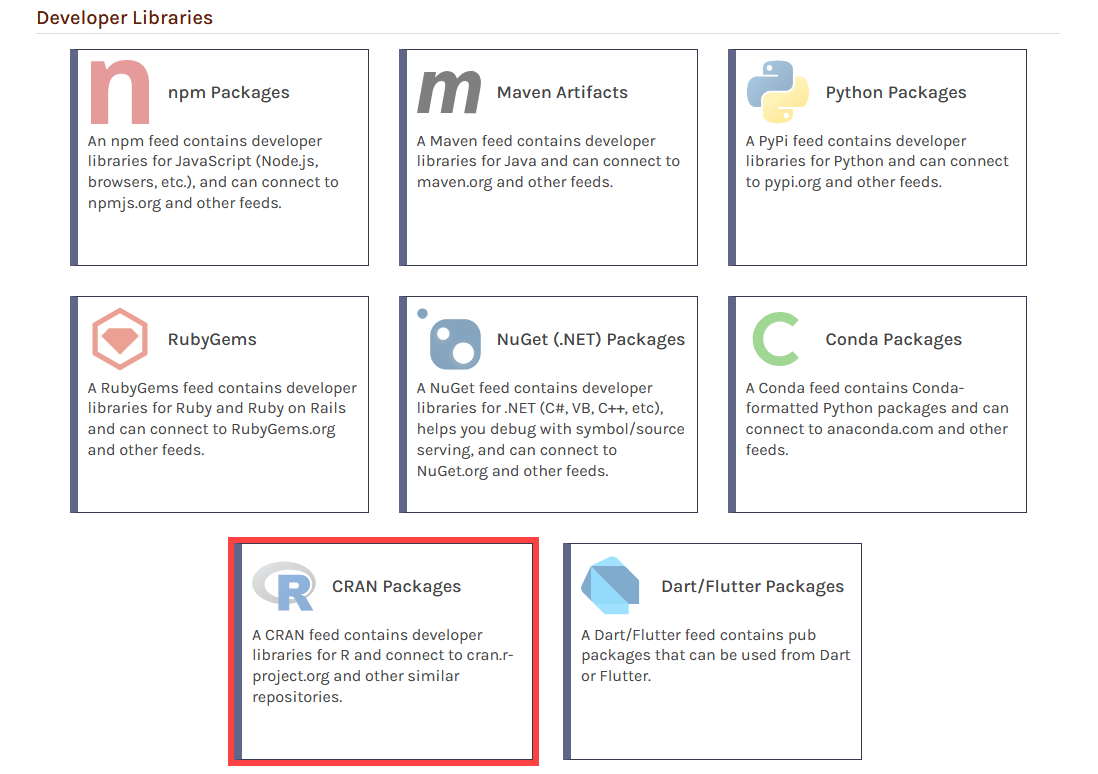 Developer Libraries
npm Packages
An npm feed contains developer
libraries for JavaScript (Node.js,
browsers, etc.), and can connect to
npmjs.org and other feeds.
Maven Artifacts
A Maven feed contains developer
libraries for Java and can connect to
maven.org and other feeds.
Python Packages
A PyPi feed contains developer
libraries for Python and can connect
to pypi.org and other feeds.
RubyGems
A RubyGems feed contains developer
libraries for Ruby and Ruby on Rails
and can connect to RubyGems.org
and other feeds.
NuGet (.NET) Packages
A NuGet feed contains developer
libraries for .NET (C#, VB, C++, etc),
helps you debug with symbol/source
serving, and can connect to
NuGet.org and other feeds.
Conda Packages
A Conda feed contains Conda-
formatted Python packages and can
connect to anaconda.com and other
feeds.
CRAN Packages
A CRAN feed contains developer
libraries for R and connect to cran.r-
project.org and other similar
repositories.
Dart/Flutter Packages
A Dart/Flutter feed contains pub
packages that can be used from Dart
or Flutter.